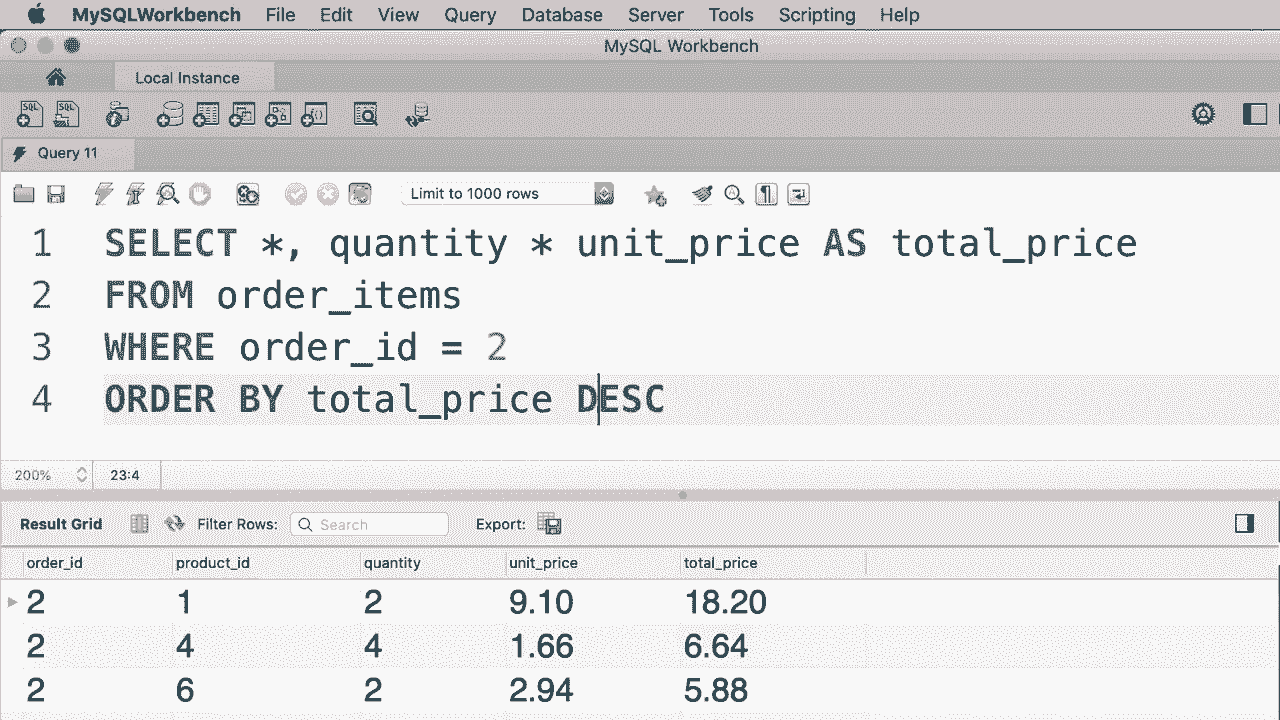 MySQLWorkbench File Edit View Query Database Server Tools Scripting Help
MySQL Workbench
Local Instance
SQL SQL
Query 11
Limit to 1000 rows
1 SELECT *, quantity * unit_price AS total_price
2 FROM order_items
3 WHERE order_id = 2
4 ORDER BY total_price DESC
200% 23:4
Result Grid Filter Rows: Search Export:
order_id product_id quantity unit_price total_price
2 1 2 9.10 18.20
2 4 4 1.66 6.64
2 6 2 2.94 5.88